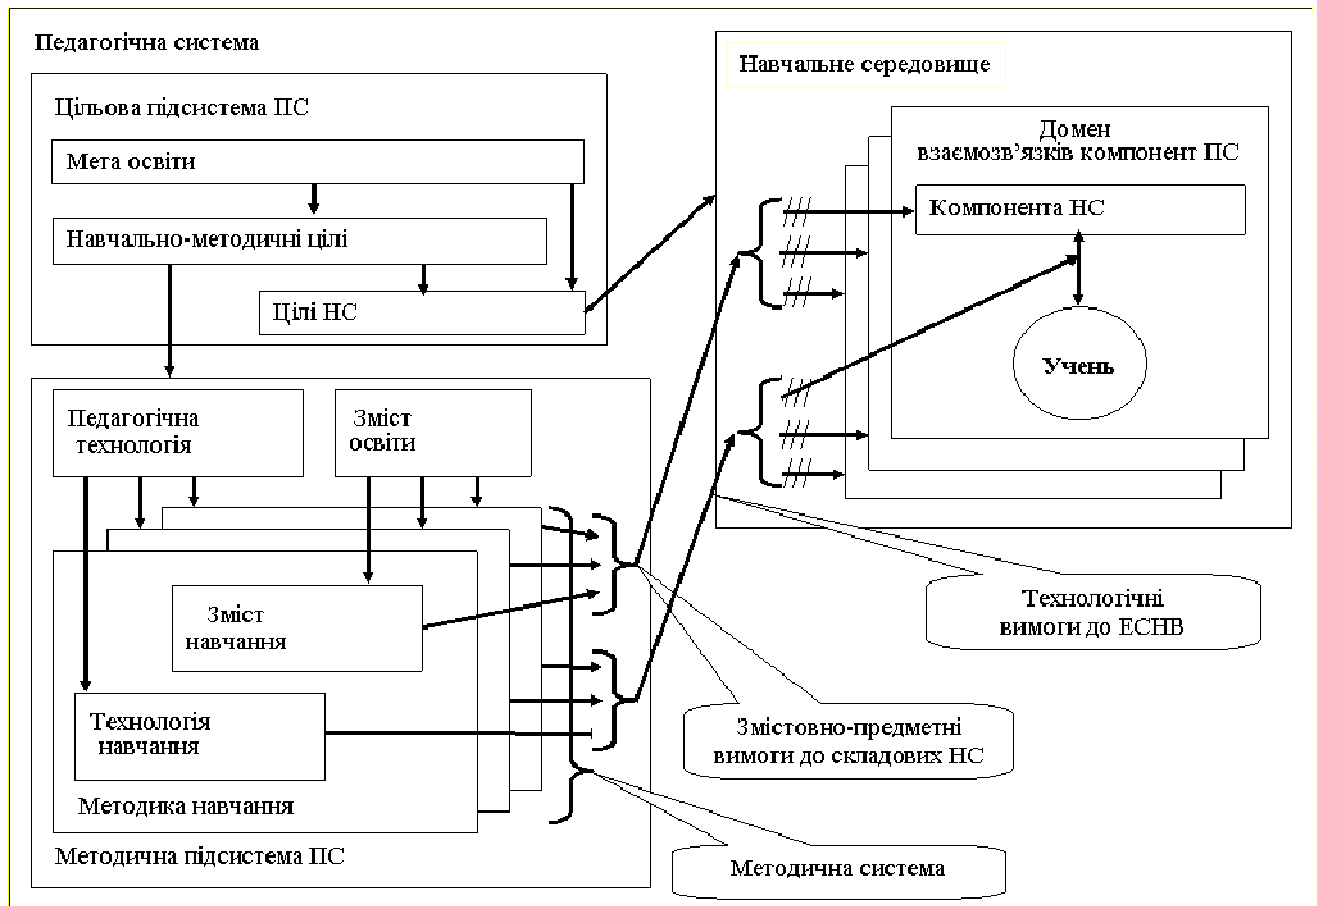 Педагогічна система
Цільова підсистема ПС
Мета освіти
Навчально-методичні цілі
Цілі НС
Навчальне середовище
Домен
взаємозв’язків компонент ПС
Компонента НС
Учень
Педагогічна
технологія
Зміст
освіти
Зміст
навчання
Технологія
навчання
Методика навчання
Методична підсистема ПС
Технологічні
вимоги до ЕСНВ
Змістовно-предметні
вимоги до складових НС
Методична система